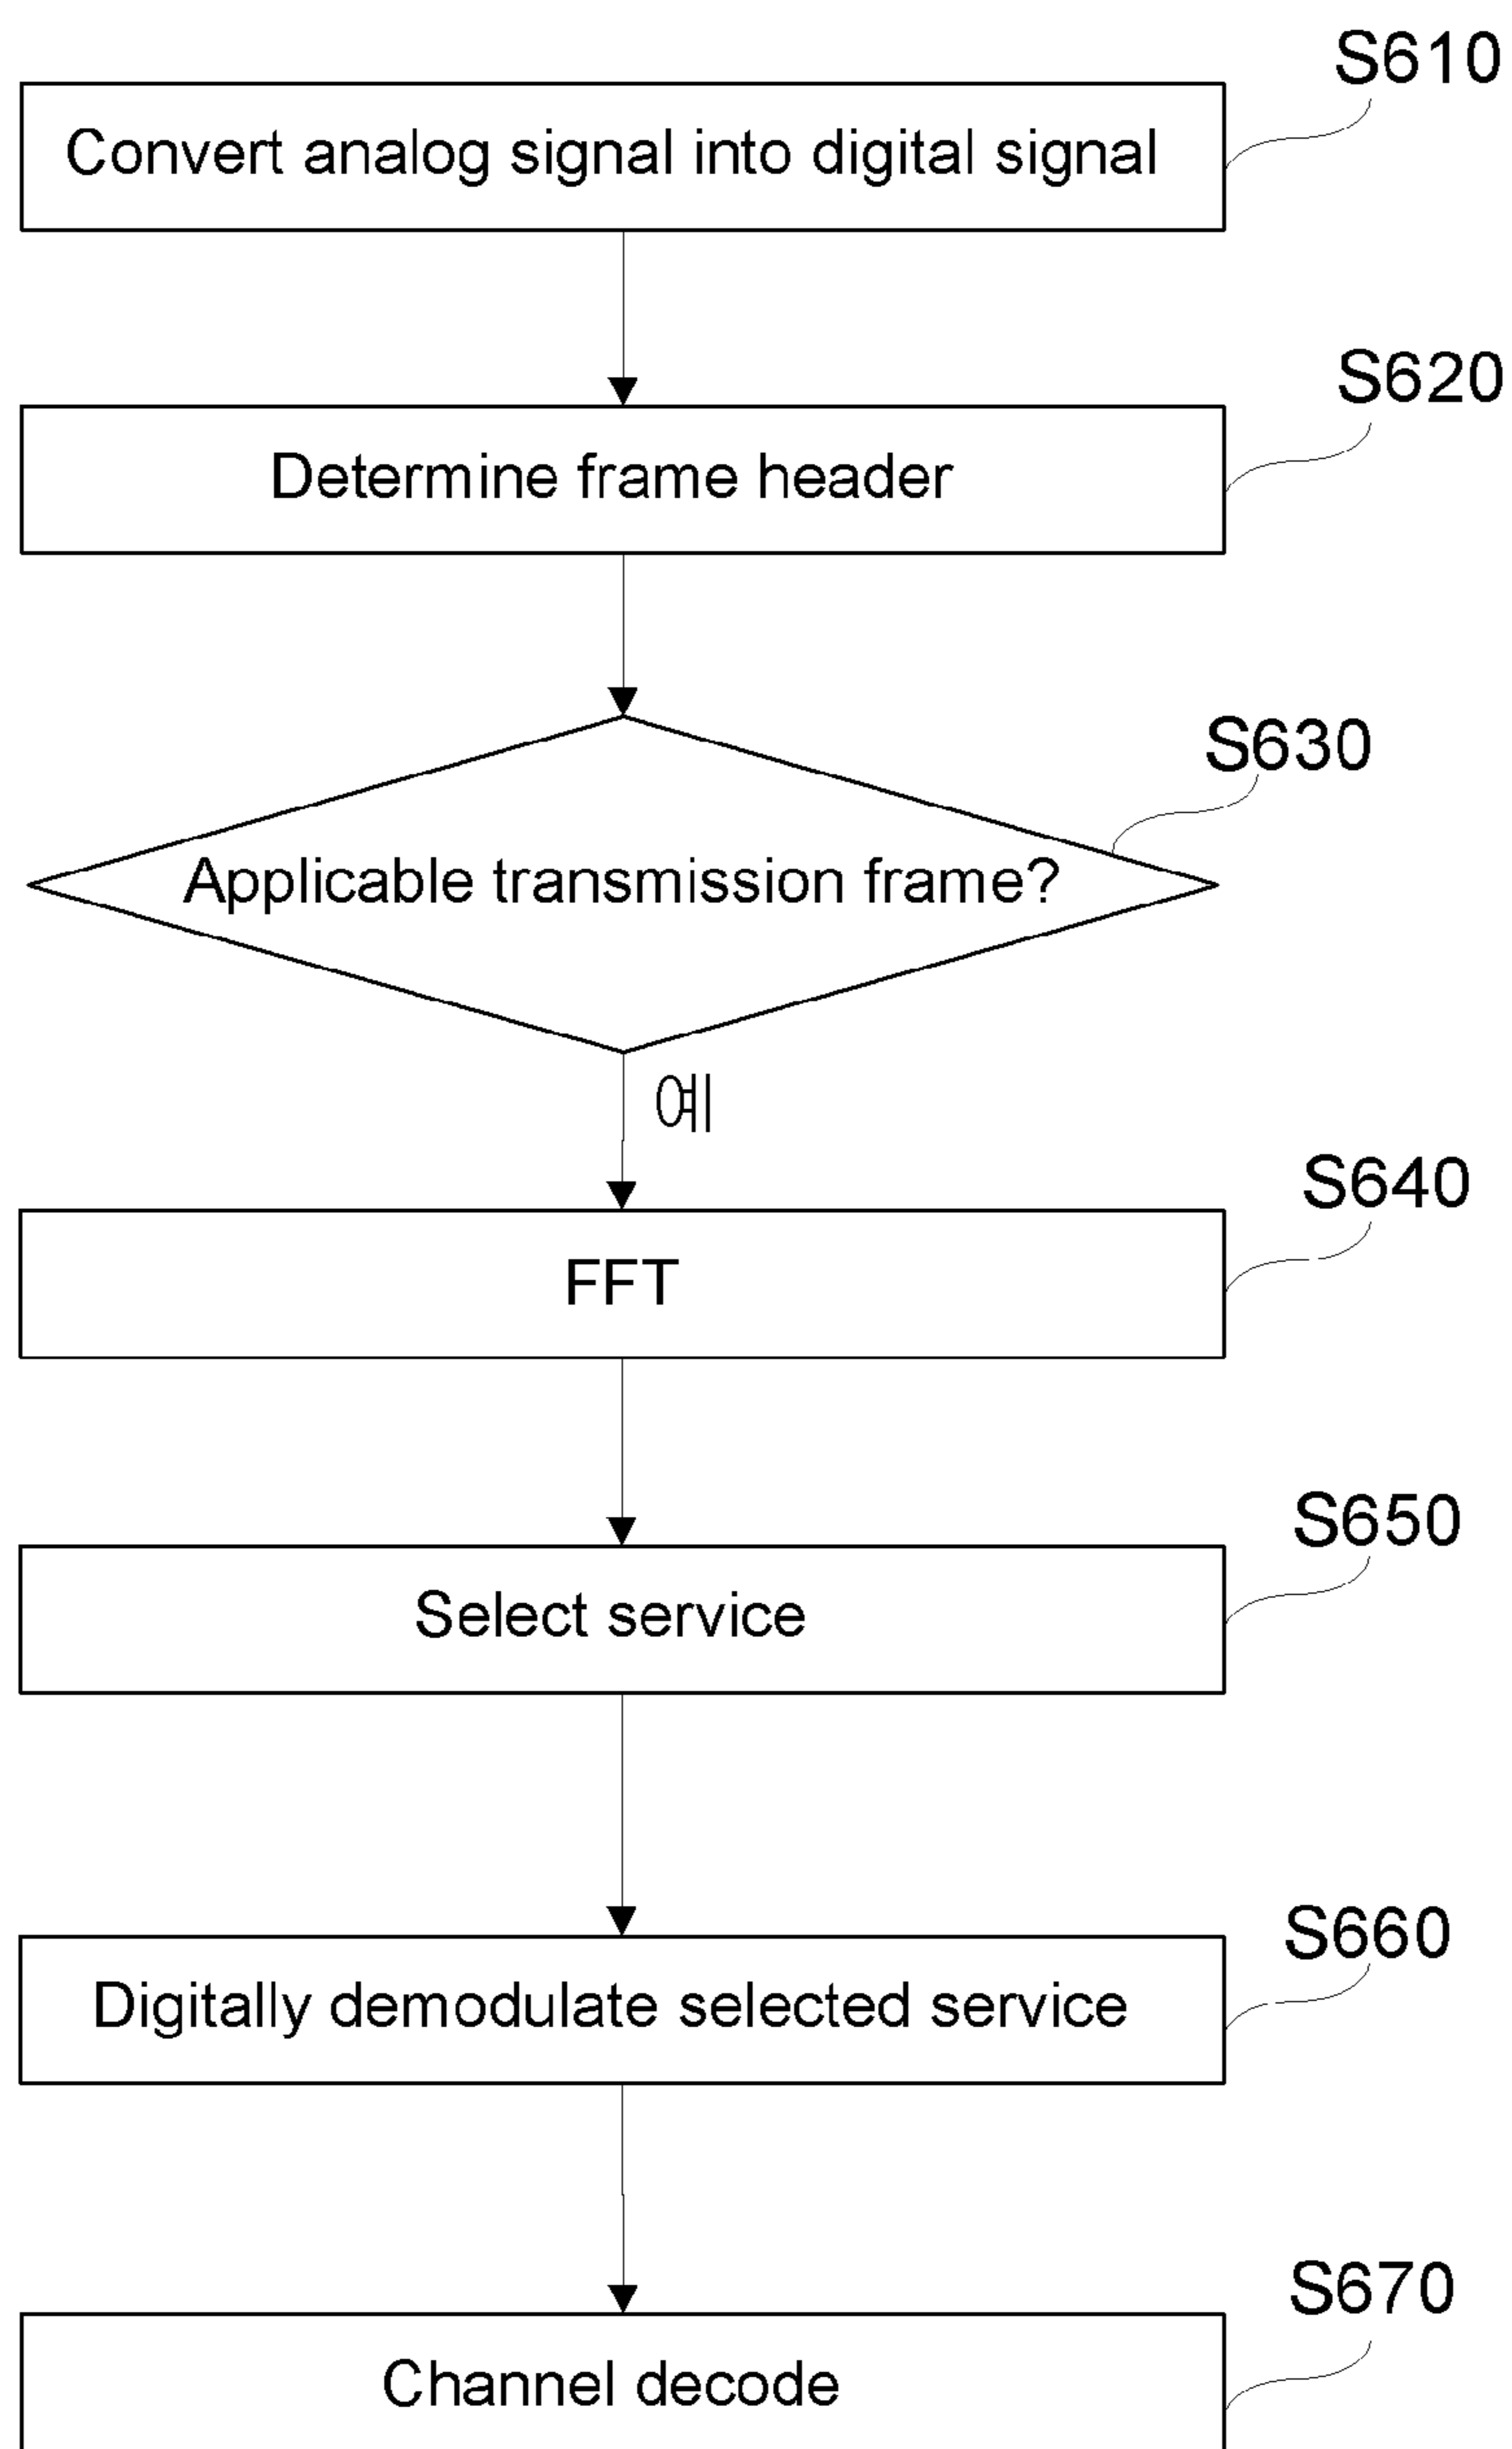 S610
Convert analog signal into digital signal
S620
Determine frame header
S630
Applicable transmission frame?
예
S640
FFT
S650
Select service
S660
Digitally demodulate selected service
S670
Channel decode